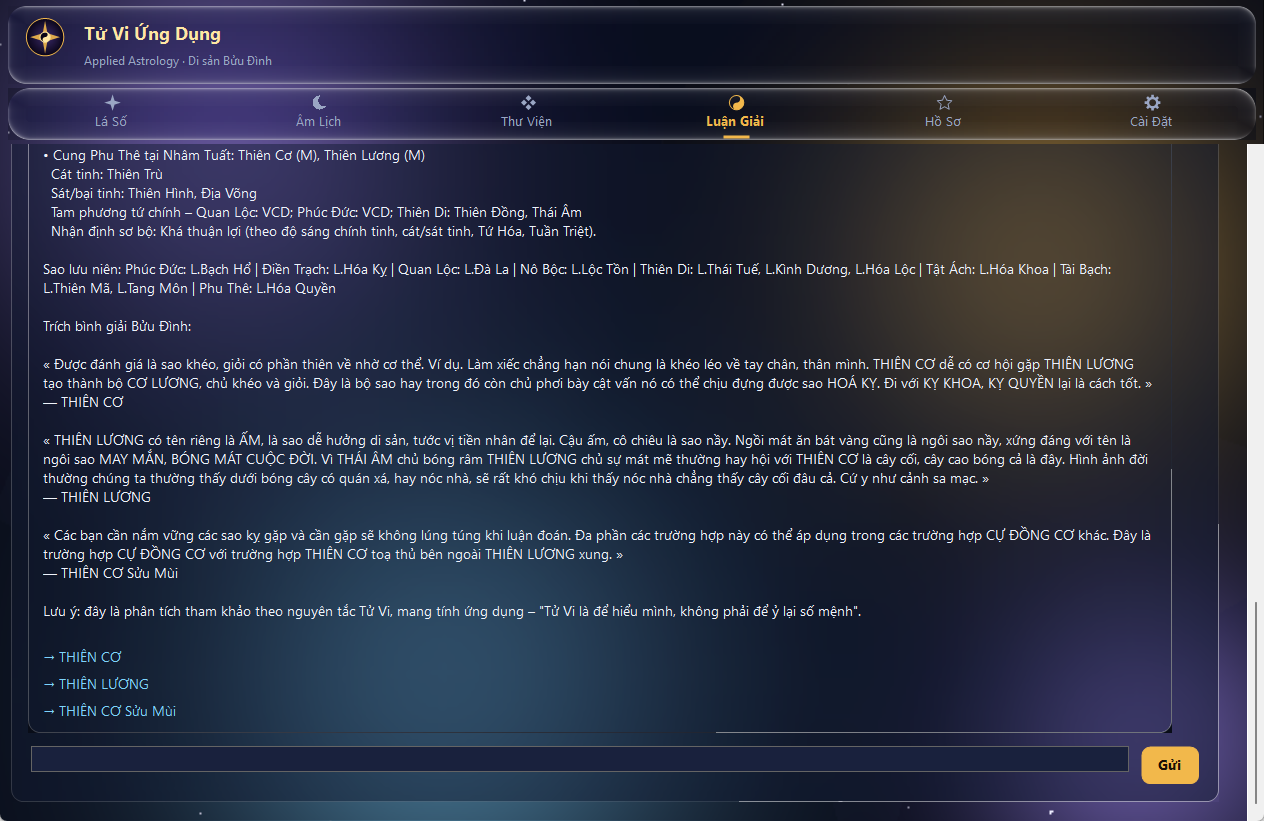 Tử Vi Ứng Dụng
Applied Astrology · Di sản Bửu Đình
Lá Số
Âm Lịch
Thư Viện
Luận Giải
Hồ Sơ
Cài Đặt
• Cung Phu Thê tại Nhâm Tuất: Thiên Cơ (M), Thiên Lương (M)
Cát tinh: Thiên Trù
Sát/bại tinh: Thiên Hình, Địa Võng
Tam phương tứ chính – Quan Lộc: VCD; Phúc Đức: VCD; Thiên Di: Thiên Đồng, Thái Âm
Nhận định sơ bộ: Khá thuận lợi (theo độ sáng chính tinh, cát/sát tinh, Tứ Hóa, Tuần Triệt).
Sao lưu niên: Phúc Đức: L.Bạch Hổ | Điền Trạch: L.Hóa Kỵ | Quan Lộc: L.Đà La | Nô Bộc: L.Lộc Tồn | Thiên Di: L.Thái Tuế, L.Kình Dương, L.Hóa Lộc | Tật Ách: L.Hóa Khoa | Tài Bạch:
L.Thiên Mã, L.Tang Môn | Phu Thê: L.Hóa Quyền
Trích bình giải Bửu Đình:
« Được đánh giá là sao khéo, giỏi có phần thiên về nhờ cơ thể. Ví dụ. Làm xiếc chẳng hạn nói chung là khéo léo về tay chân, thân mình. THIÊN CƠ dễ có cơ hội gặp THIÊN LƯƠNG
tạo thành bộ CƠ LƯƠNG, chủ khéo và giỏi. Đây là bộ sao hay trong đó còn chủ phơi bày cật vấn nó có thể chịu đựng được sao HOÁ KỴ. Đi với KỴ KHOA, KỴ QUYỀN lại là cách tốt. »
— THIÊN CƠ
« THIÊN LƯƠNG có tên riêng là ẤM, là sao dễ hưởng di sản, tước vị tiền nhân để lại. Cậu ấm, cô chiêu là sao nầy. Ngồi mát ăn bát vàng cũng là ngôi sao nầy, xứng đáng với tên là
ngôi sao MAY MẮN, BÓNG MÁT CUỘC ĐỜI. Vì THÁI ÂM chủ bóng râm THIÊN LƯƠNG chủ sự mát mẽ thường hay hội với THIÊN CƠ là cây cối, cây cao bóng cả là đây. Hình ảnh đời
thường chúng ta thường thấy dưới bóng cây có quán xá, hay nóc nhà, sẽ rất khó chịu khi thấy nóc nhà chẳng thấy cây cối đâu cả. Cứ y như cảnh sa mạc. »
— THIÊN LƯƠNG
« Các bạn cần nắm vững các sao kỵ gặp và cần gặp sẽ không lúng túng khi luận đoán. Đa phần các trường hợp này có thể áp dụng trong các trường hợp CỰ ĐỒNG CƠ khác. Đây là
trường hợp CỰ ĐỒNG CƠ với trường hợp THIÊN CƠ toạ thủ bên ngoài THIÊN LƯƠNG xung. »
— THIÊN CƠ Sửu Mùi
Lưu ý: đây là phân tích tham khảo theo nguyên tắc Tử Vi, mang tính ứng dụng – "Tử Vi là để hiểu mình, không phải để ỷ lại số mệnh".
→ THIÊN CƠ
→ THIÊN LƯƠNG
→ THIÊN CƠ Sửu Mùi
Gửi